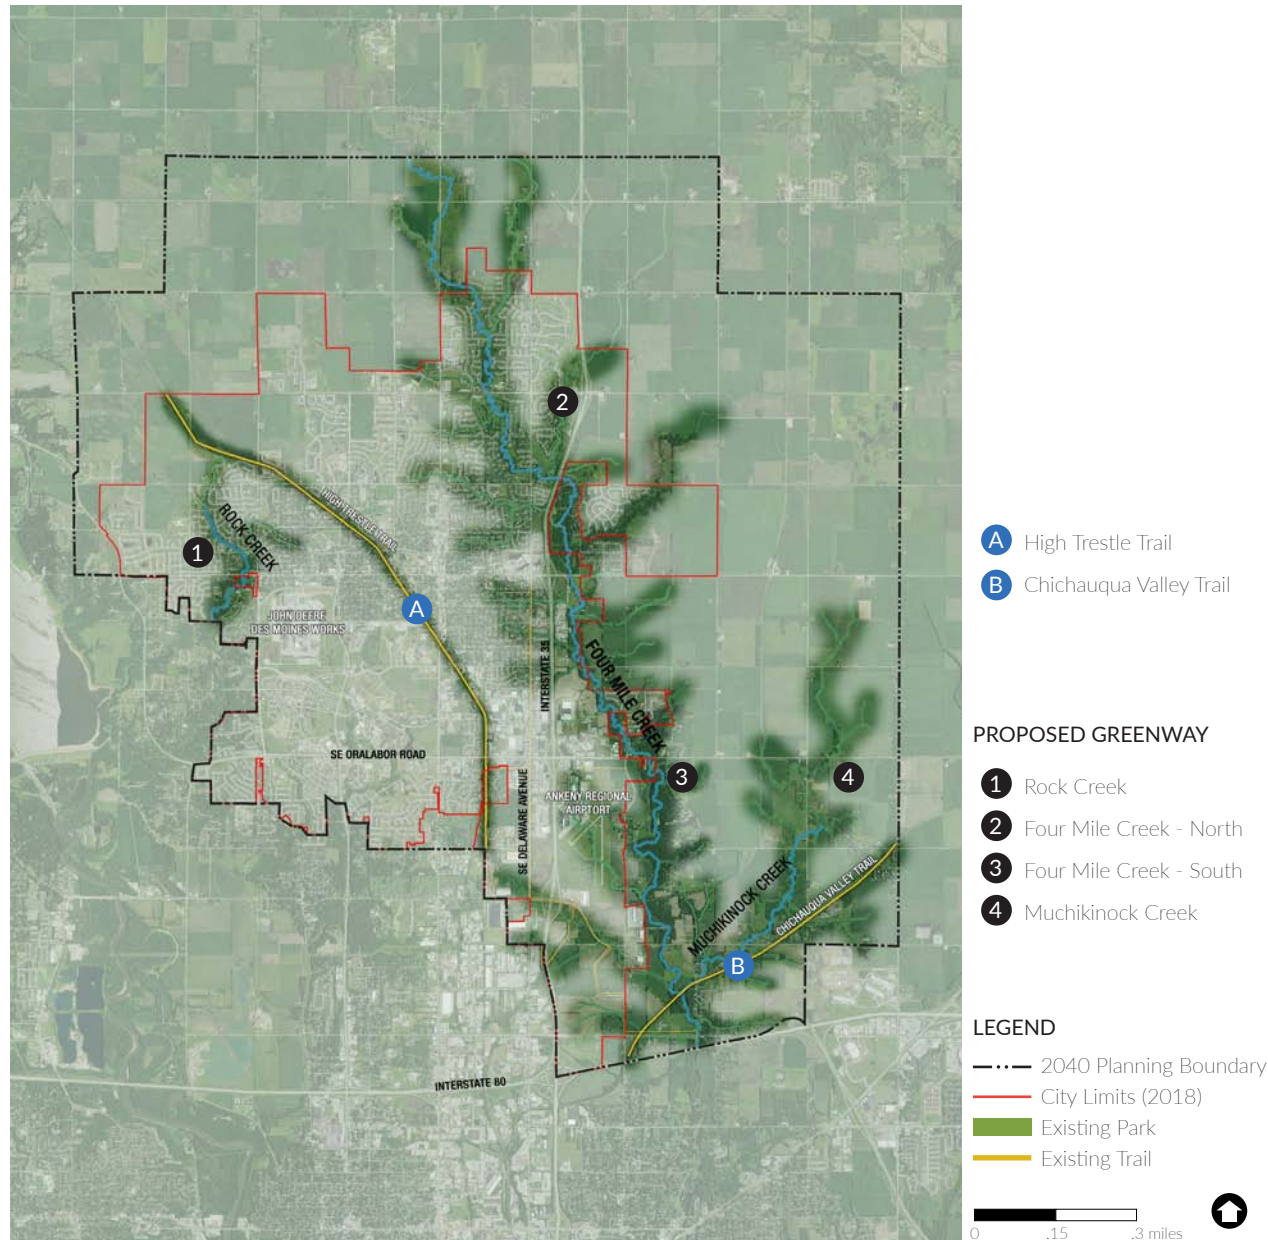 2
ROCK CREEK
HIGH TRESTLE TRAIL
1
A
JOHN DEERE
DES MOINES WORKS
INTERSTATE 35
FOUR MILE CREEK
SE ORALABOR ROAD
3
4
ANKENY REGIONAL
AIRPTORT
SE DELAWARE AVENUE
MUCHIKINOCK CREEK
CHICHAUQUA VALLEY TRAIL
B
INTERSTATE 80
A High Trestle Trail
B Chichauqua Valley Trail
PROPOSED GREENWAY
1 Rock Creek
2 Four Mile Creek - North
3 Four Mile Creek - South
4 Muchikinock Creek
LEGEND
2040 Planning Boundary
City Limits (2018)
Existing Park
Existing Trail
0 .15 .3 miles